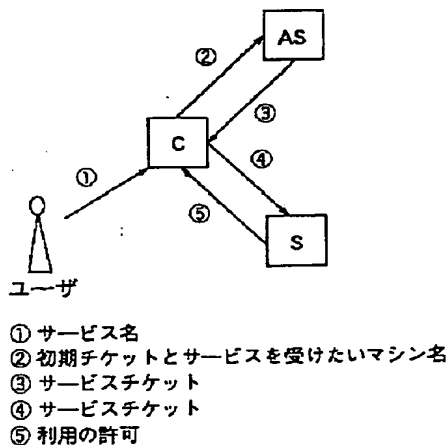 AS
②
③
C
①
④
⑤
S
ユーザ
① サービス名
② 初期チケットとサービスを受けたいマシン名
③ サービスチケット
④ サービスチケット
⑤ 利用の許可